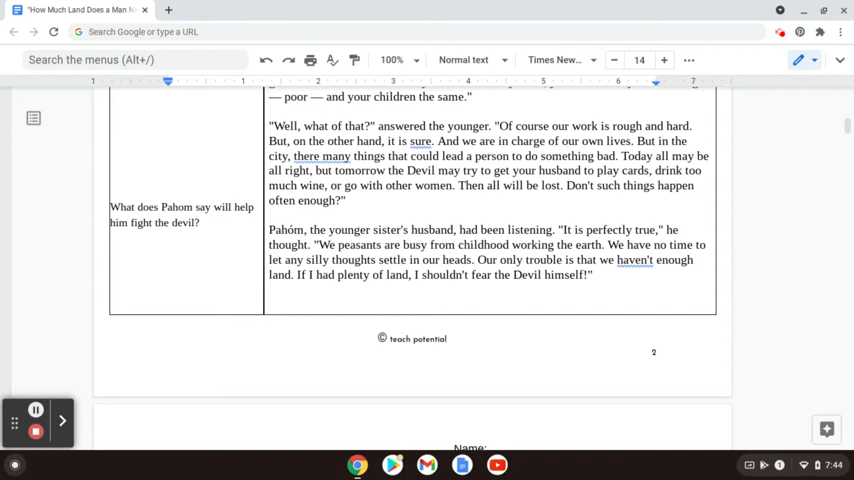 "How Much Land Does a Man N
Search Google or type a URL
Search the menus (Alt+/)
100%
Normal text
Times New...
14
1 1 2 3 4 5 6 7
— poor — and your children the same."
"Well, what of that?" answered the younger. "Of course our work is rough and hard.
But, on the other hand, it is sure. And we are in charge of our own lives. But in the
city, there many things that could lead a person to do something bad. Today all may be
all right, but tomorrow the Devil may try to get your husband to play cards, drink too
much wine, or go with other women. Then all will be lost. Don't such things happen
often enough?"
What does Pahom say will help
him fight the devil?
Pahóm, the younger sister's husband, had been listening. "It is perfectly true," he
thought. "We peasants are busy from childhood working the earth. We have no time to
let any silly thoughts settle in our heads. Our only trouble is that we haven't enough
land. If I had plenty of land, I shouldn't fear the Devil himself!"
© teach potential
2
Name:
1
7:44